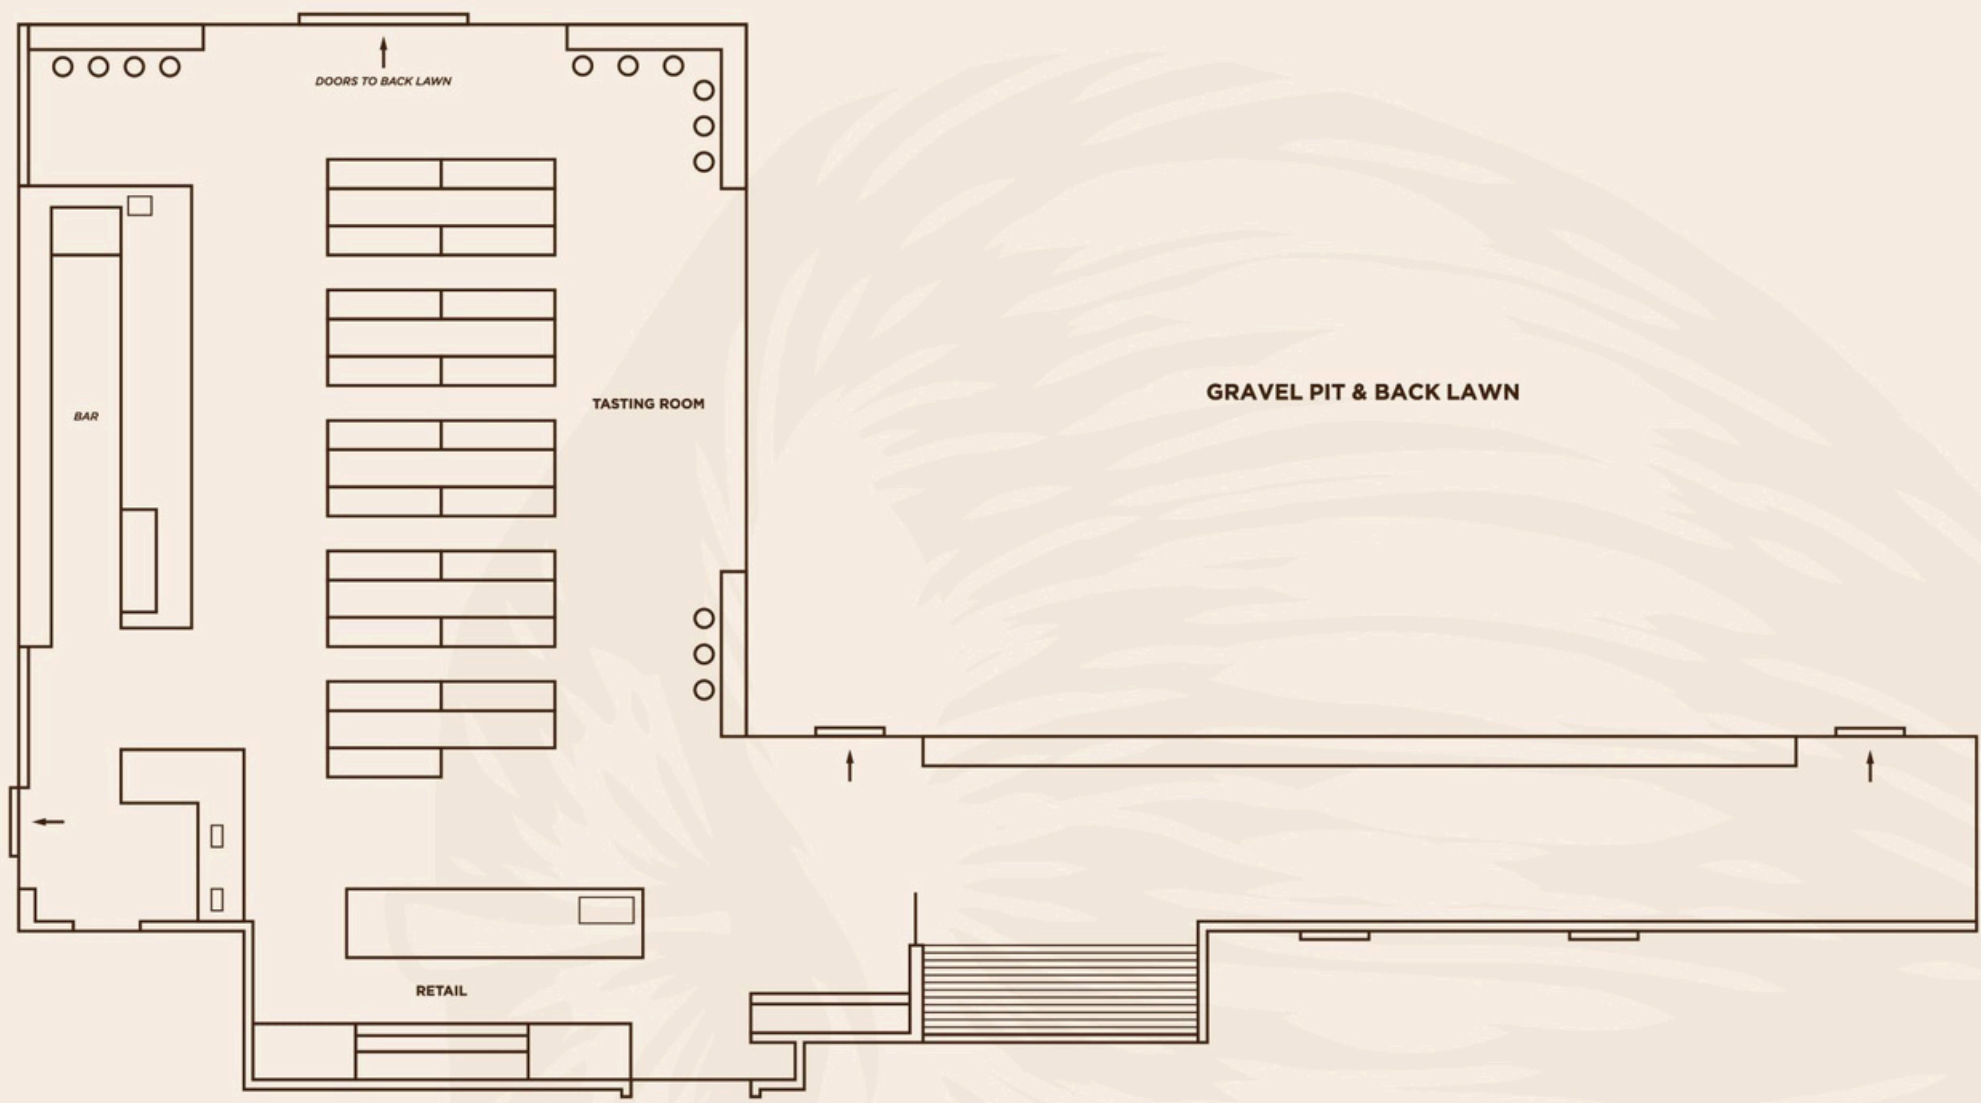 DOORS TO BACK LAWN
GRAVEL PIT & BACK LAWN
TASTING ROOM
BAR
RETAIL